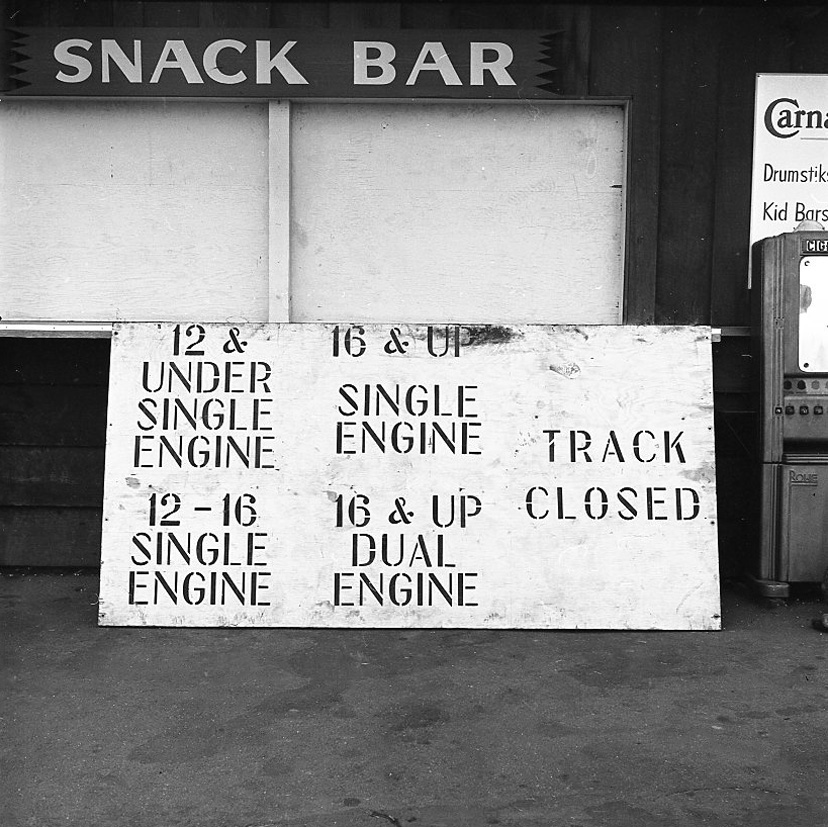 SNACK BAR
12 &
UNDER
SINGLE
ENGINE
12-16
SINGLE
ENGINE
16 & UP
SINGLE
ENGINE
16 & UP
DUAL
ENGINE
TRACK
CLOSED
Drumstiks
Kid Bars
ROWE